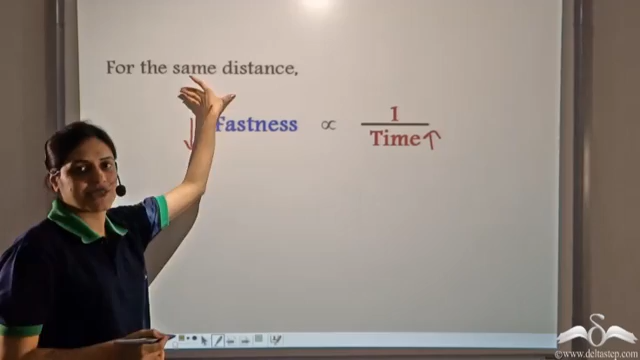 For the same distance,
↓ Fastness ∝ 1
Time↑
©www.deltastep.com